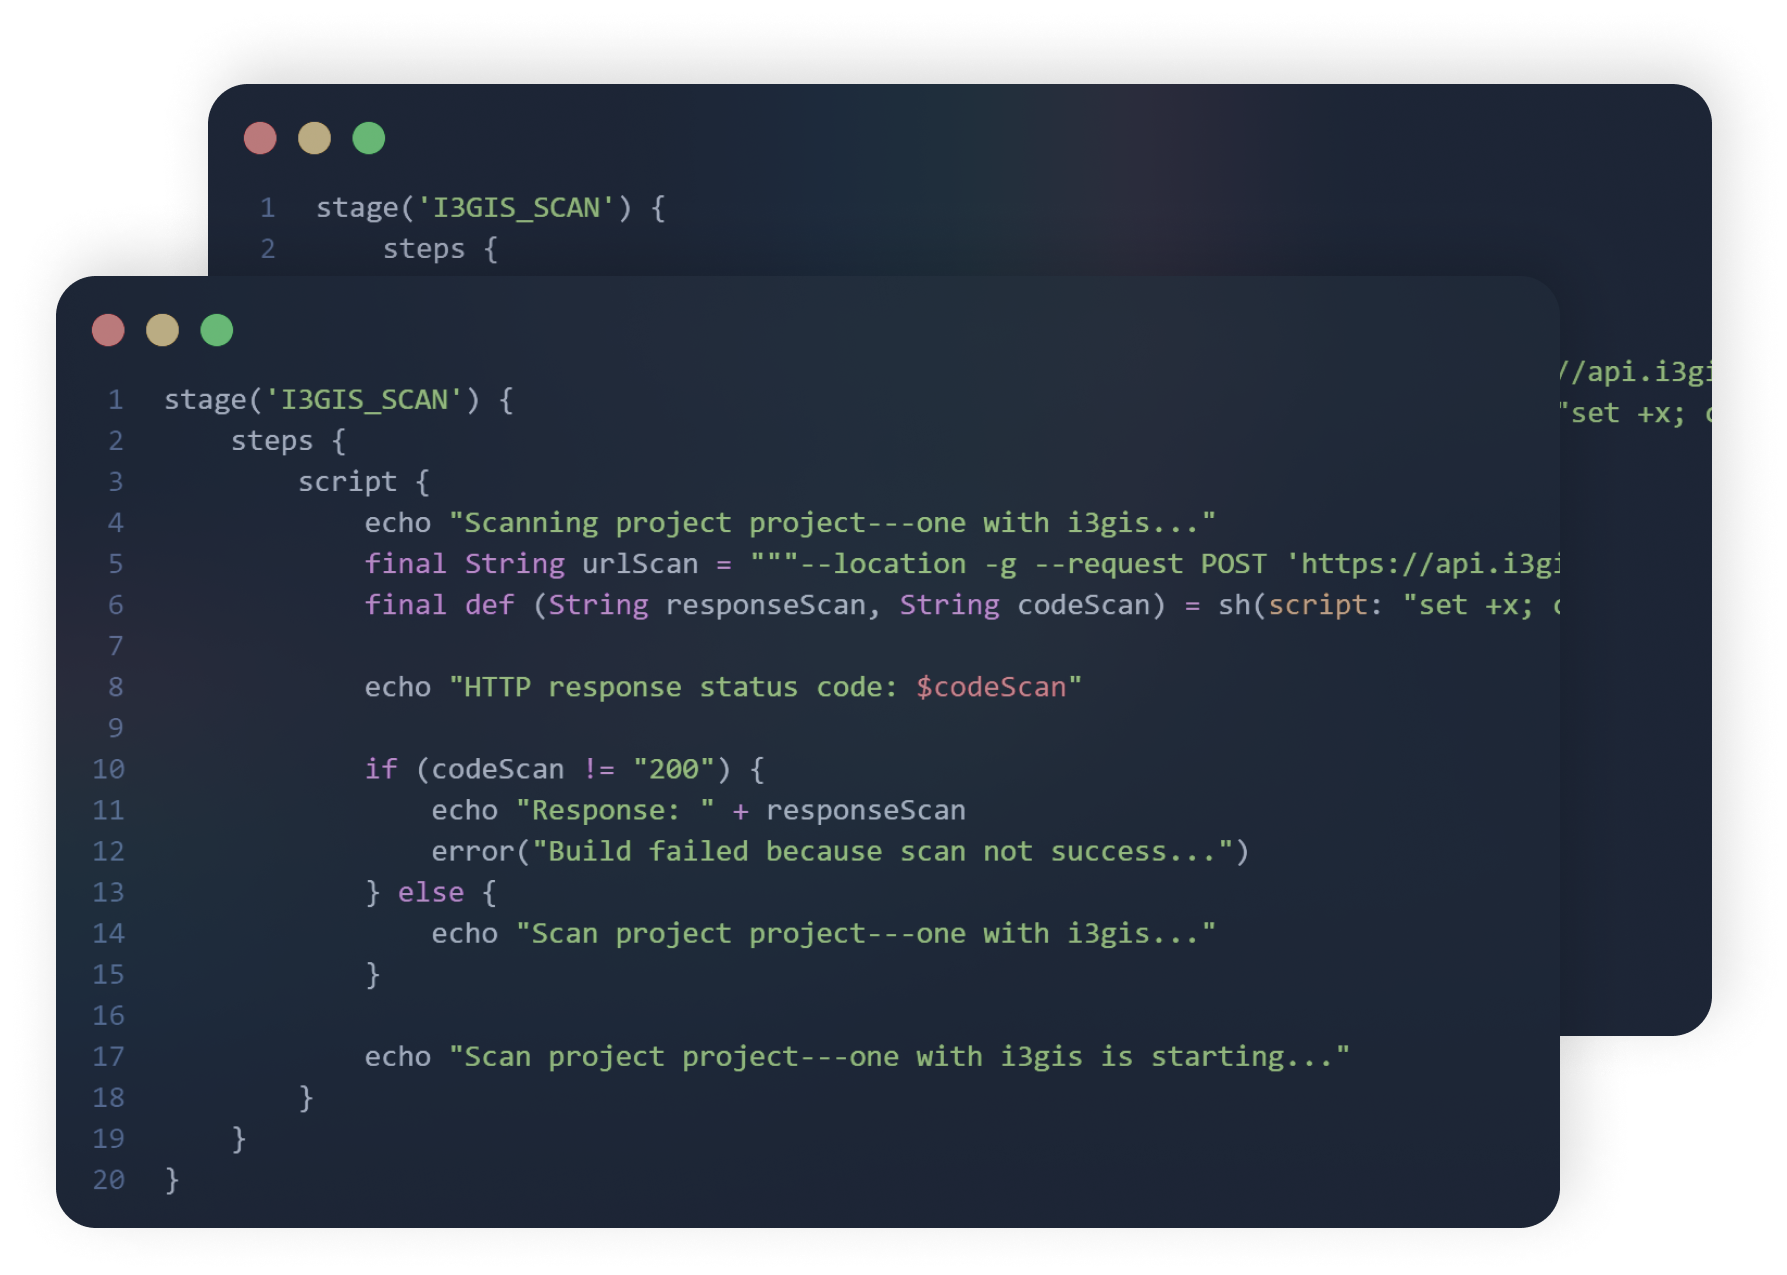 1 stage('I3GIS_SCAN') {
2 steps {
//api.i3gi
"set +x; c
1 stage('I3GIS_SCAN') {
2 steps {
3 script {
4 echo "Scanning project project---one with i3gis..."
5 final String urlScan = """--location -g --request POST 'https://api.i3gi
6 final def (String responseScan, String codeScan) = sh(script: "set +x; c
7
8 echo "HTTP response status code: $codeScan"
9
10 if (codeScan != "200") {
11 echo "Response: " + responseScan
12 error("Build failed because scan not success...")
13 } else {
14 echo "Scan project project---one with i3gis..."
15 }
16
17 echo "Scan project project---one with i3gis is starting..."
18 }
19 }
20 }